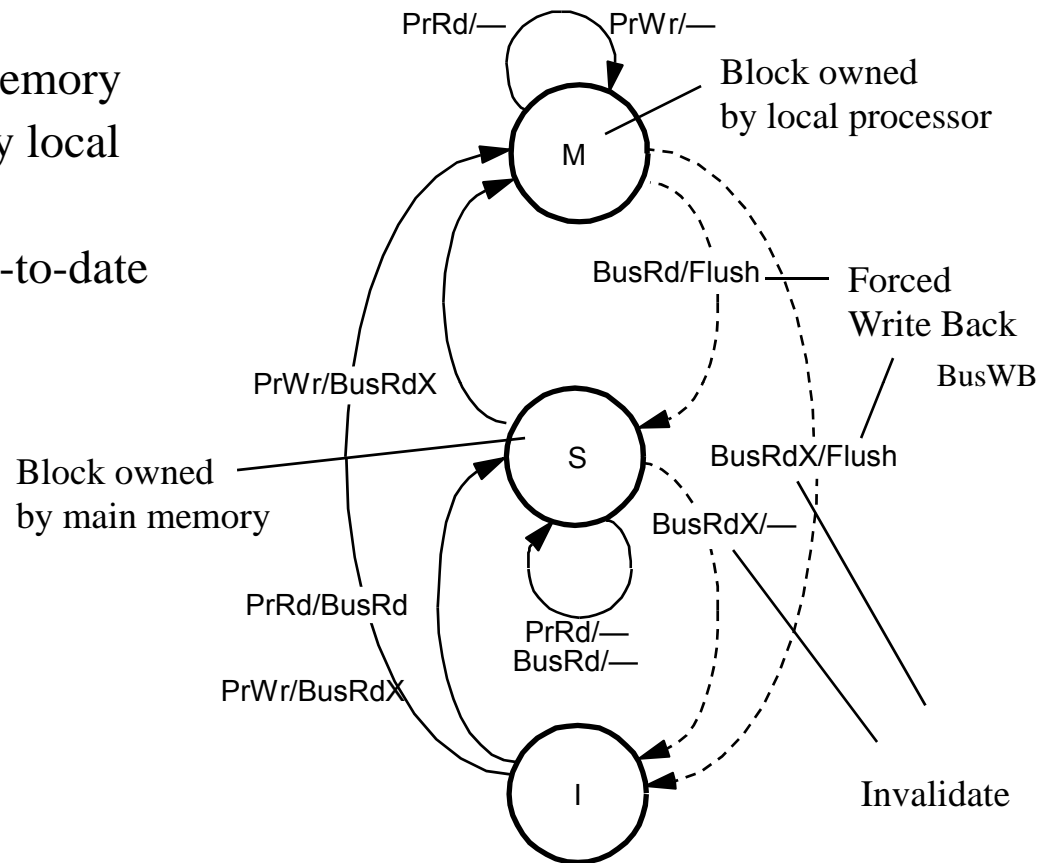 PrRd/—
PrWr/—
emory
y local
-to-date
Block owned
by local processor
M
BusRd/Flush
Forced
Write Back
BusWB
PrWr/BusRdX
S
BusRdX/Flush
Block owned
by main memory
BusRdX/—
PrRd/BusRd
PrRd/—
BusRd/—
PrWr/BusRdX
I
Invalidate